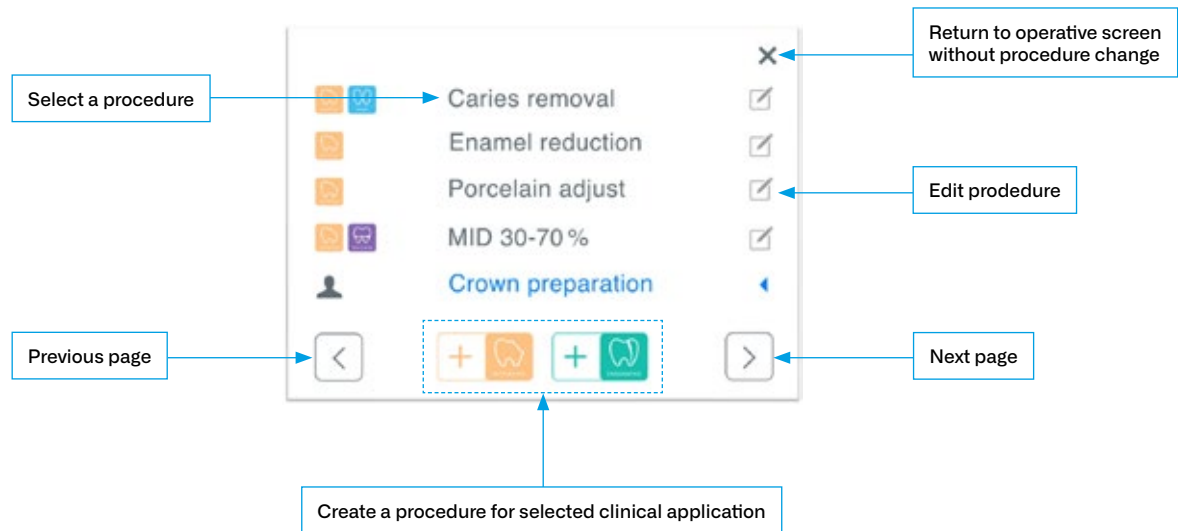 Return to operative screen
without procedure change
Select a procedure
Caries removal
Enamel reduction
Porcelain adjust
Edit prodedure
MID 30-70 %
Crown preparation
Previous page
Next page
Create a procedure for selected clinical application